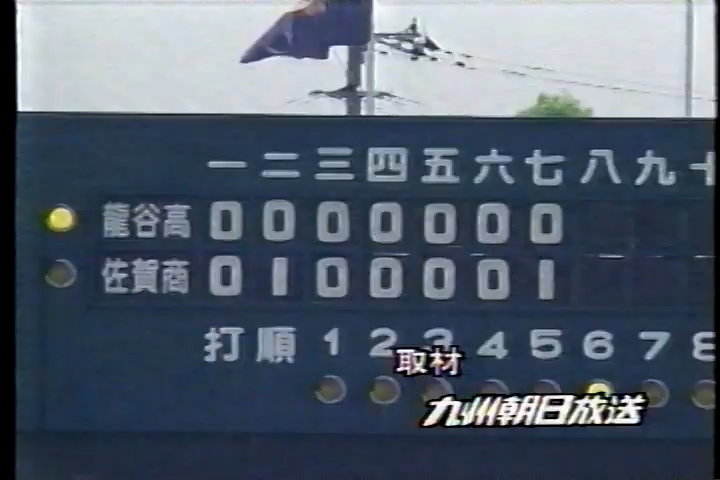 一二三四五六七八九十
龍谷高 0 0 0 0 0 0 0
佐賀商 0 1 0 0 0 0 1
打順 1 2 3 4 5 6 7 8
取材
九州朝日放送